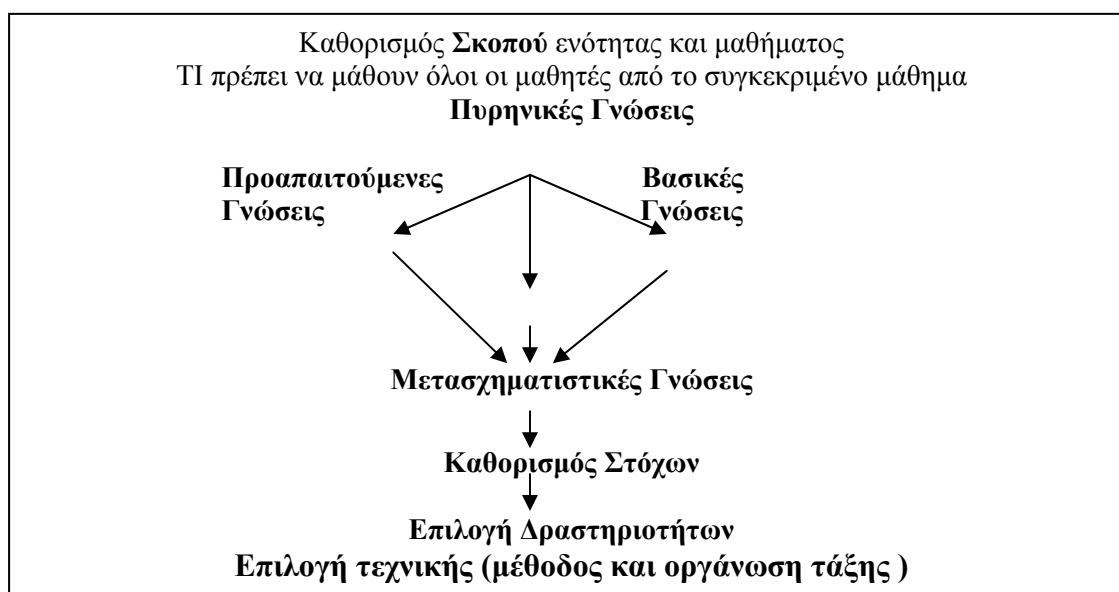 Καθορισμός Σκοπού ενότητας και μαθήματος
ΤΙ πρέπει να μάθουν όλοι οι μαθητές από το συγκεκριμένο μάθημα
Πυρηνικές Γνώσεις
Προαπαιτούμενες
Γνώσεις
Βασικές
Γνώσεις
Μετασχηματιστικές Γνώσεις
Καθορισμός Στόχων
Επιλογή Δραστηριοτήτων
Επιλογή τεχνικής (μέθοδος και οργάνωση τάξης )